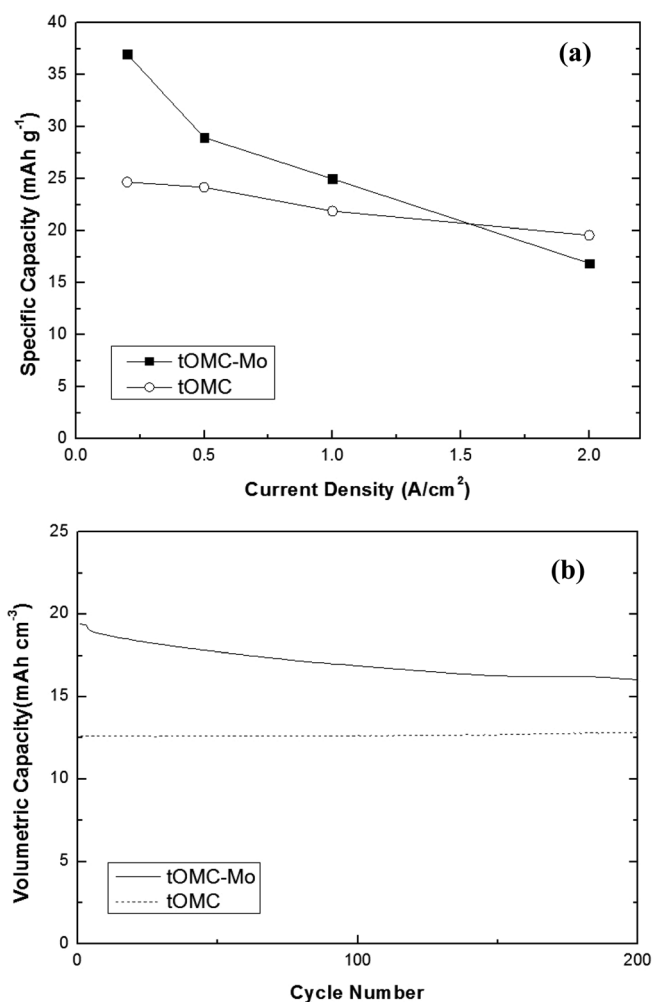 40
35
30
25
20
15
10
5
0
Specific Capacity (mAh g⁻¹)
(a)
tOMC-Mo
tOMC
0.0 0.5 1.0 1.5 2.0
Current Density (A/cm²)
25
20
15
10
5
0
Volumetric Capacity(mAh cm⁻³)
(b)
tOMC-Mo
tOMC
0 100 200
Cycle Number